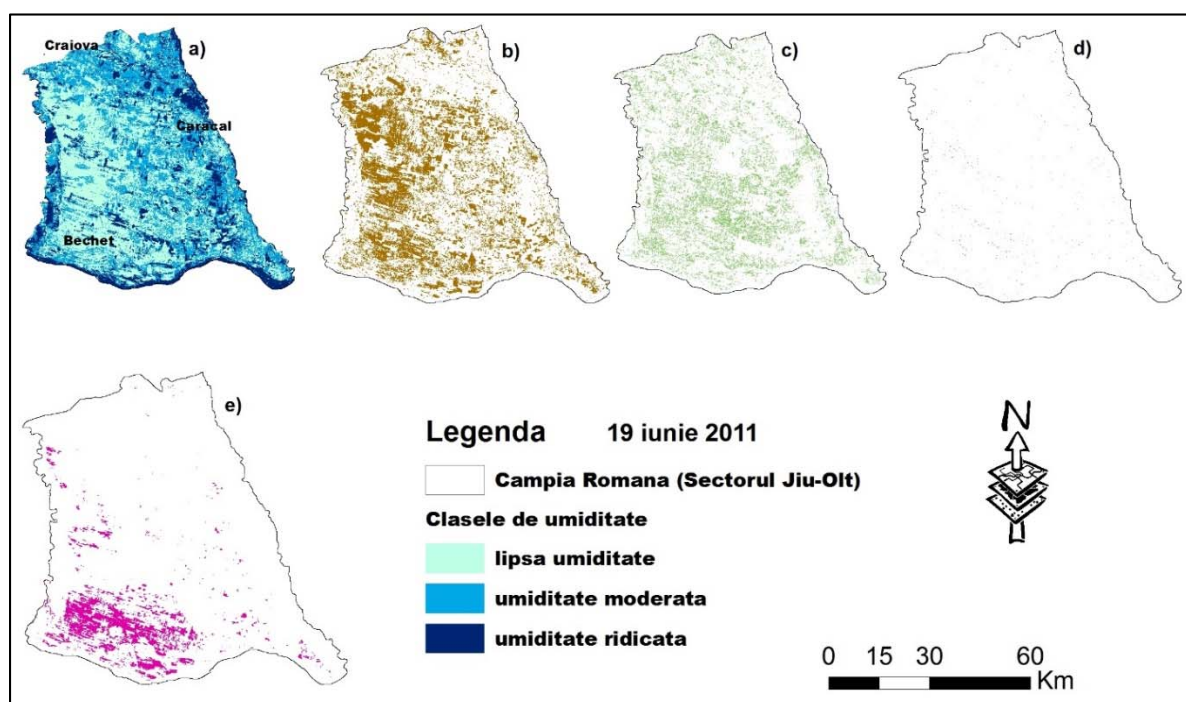 Craiova
a)
Caracal
Bechet
b)
c)
d)
e)
Legenda 19 iunie 2011
Campia Romana (Sectorul Jiu-Olt)
Clasele de umiditate
lipsa umiditate
umiditate moderata
umiditate ridicata
N
0 15 30 60
Km